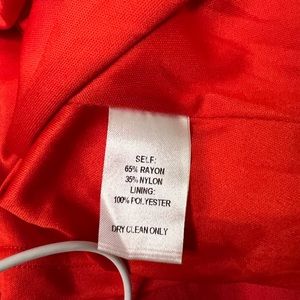 SELF:
65% RAYON
35% NYLON
LINING:
100% POLYESTER
DRY CLEAN ONLY